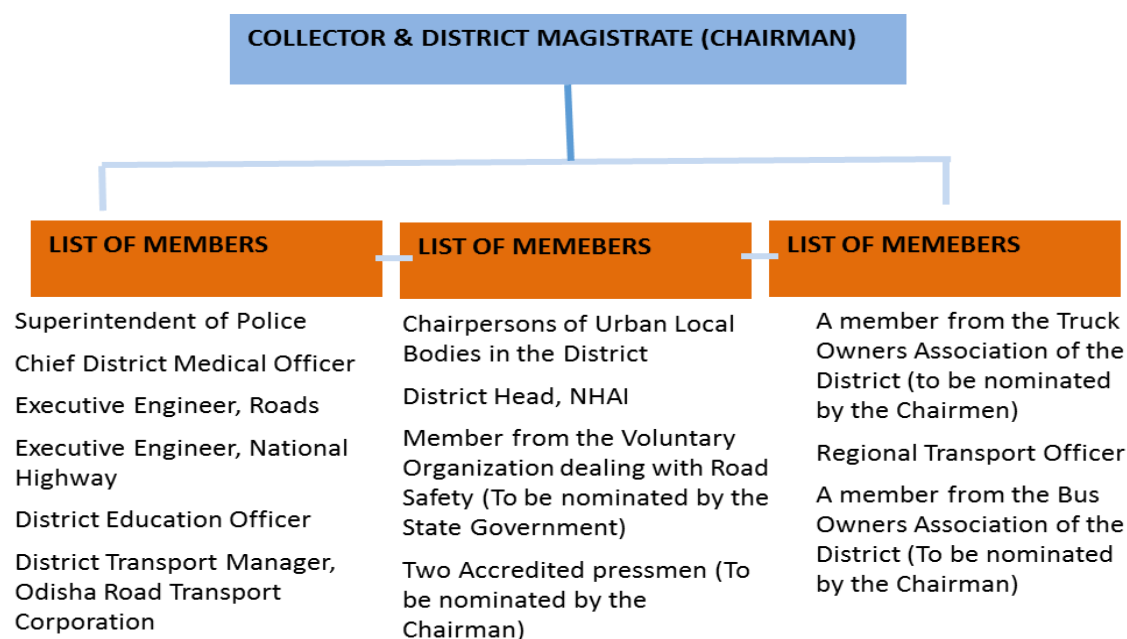 COLLECTOR & DISTRICT MAGISTRATE (CHAIRMAN)
LIST OF MEMBERS
Superintendent of Police
Chief District Medical Officer
Executive Engineer, Roads
Executive Engineer, National
Highway
District Education Officer
District Transport Manager,
Odisha Road Transport
Corporation
LIST OF MEMEBERS
Chairpersons of Urban Local
Bodies in the District
District Head, NHAI
Member from the Voluntary
Organization dealing with Road
Safety (To be nominated by the
State Government)
Two Accredited pressmen (To
be nominated by the
Chairman)
LIST OF MEMEBERS
A member from the Truck
Owners Association of the
District (to be nominated
by the Chairmen)
Regional Transport Officer
A member from the Bus
Owners Association of the
District (To be nominated
by the Chairman)